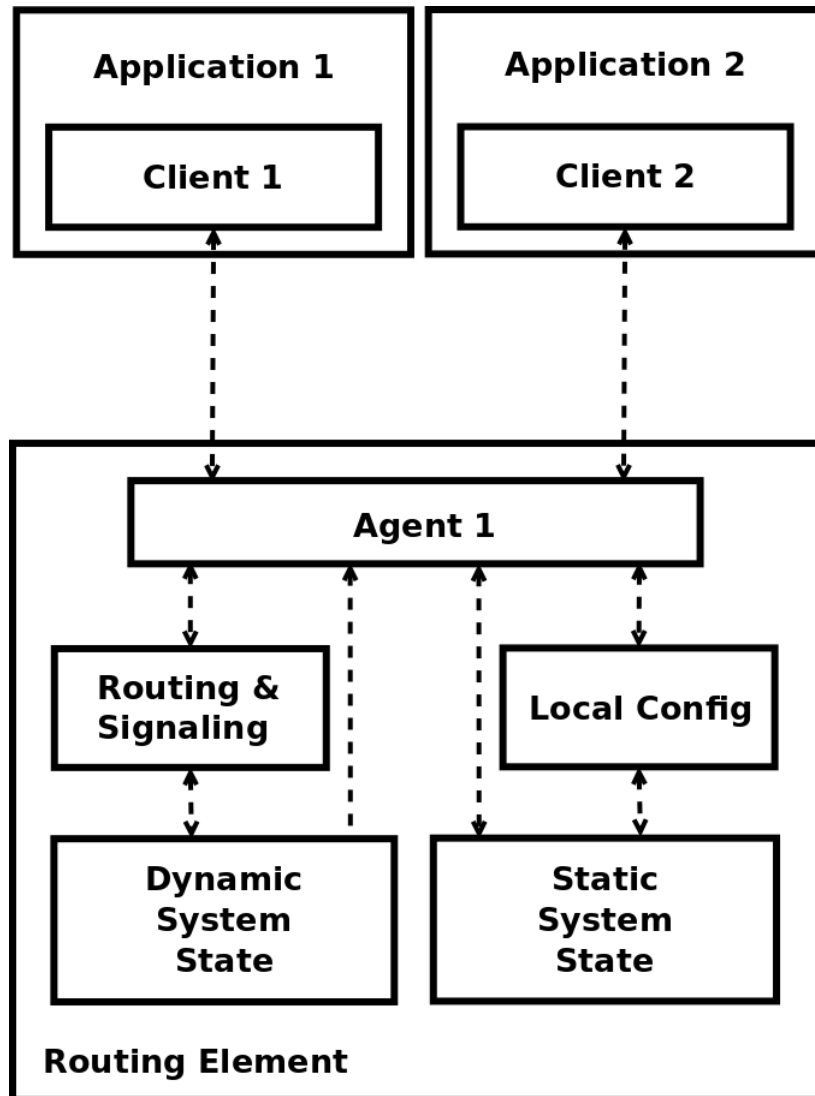 Application 1
Application 2
Client 1
Client 2
Agent 1
Routing &
Signaling
Local Config
Dynamic
System
State
Static
System
State
Routing Element